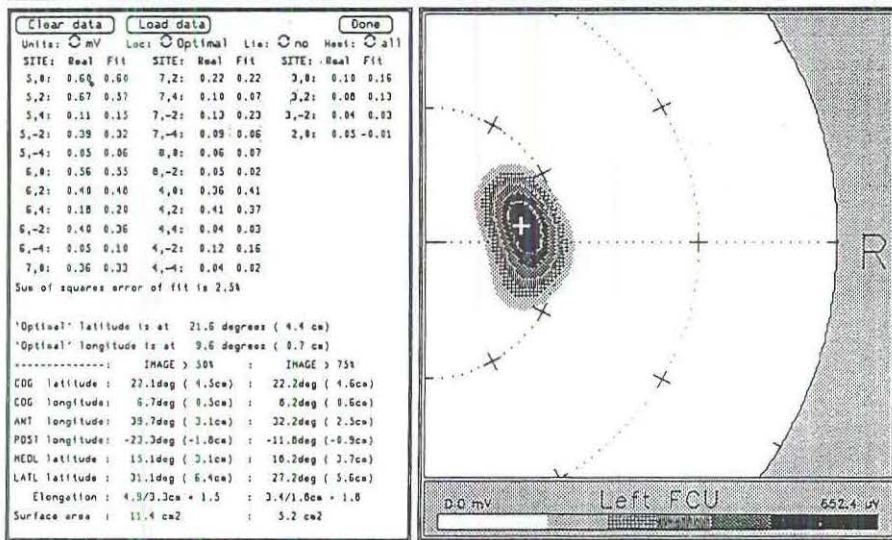 Clear data Load data Done
Units: mV Loc: Optimal Lie: no Hesi: all
SITE: Real Fit SITE: Real Fit SITE: Real Fit
5,0: 0.60 0.60 7,2: 0.22 0.22 3,0: 0.10 0.16
5,2: 0.67 0.57 7,4: 0.10 0.07 3,2: 0.08 0.13
5,4: 0.11 0.15 7,-2: 0.13 0.23 3,-2: 0.04 0.03
5,-2: 0.39 0.32 7,-4: 0.09 0.06 2,0: 0.05 -0.01
5,-4: 0.05 0.06 8,0: 0.06 0.07
6,0: 0.56 0.55 8,-2: 0.05 0.02
6,2: 0.40 0.48 4,0: 0.36 0.41
6,4: 0.18 0.20 4,2: 0.41 0.37
6,-2: 0.40 0.36 4,4: 0.04 0.03
6,-4: 0.05 0.10 4,-2: 0.12 0.16
7,0: 0.36 0.33 4,-4: 0.04 0.02
Sum of squares error of fit is 2.5%
'Optimal' latitude is at 21.6 degrees ( 4.4 cm)
'Optimal' longitude is at 9.6 degrees ( 0.7 cm)
-------------: IMAGE > 50% : IMAGE > 75%
COG latitude : 22.1deg ( 4.5cm) : 22.2deg ( 4.6cm)
COG longitude: 6.7deg ( 0.5cm) : 8.2deg ( 0.6cm)
ANT longitude: 39.7deg ( 3.1cm) : 32.2deg ( 2.5cm)
POST longitude: -23.3deg (-1.8cm) : -11.8deg (-0.9cm)
MEDL latitude : 15.1deg ( 3.1cm) : 18.2deg ( 3.7cm)
LATL latitude : 31.1deg ( 6.4cm) : 27.2deg ( 5.6cm)
Elongation : 4.9/3.3cm = 1.5 : 3.4/1.8cm = 1.8
Surface area : 11.4 cm2 : 5.2 cm2
R
Left FCU
0.0 mV 652.4 uV